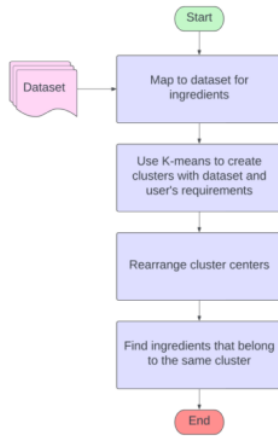 Start
Dataset
Map to dataset for
ingredients
Use K-means to create
clusters with dataset and
user's requirements
Rearrange cluster centers
Find ingredients that belong
to the same cluster
End